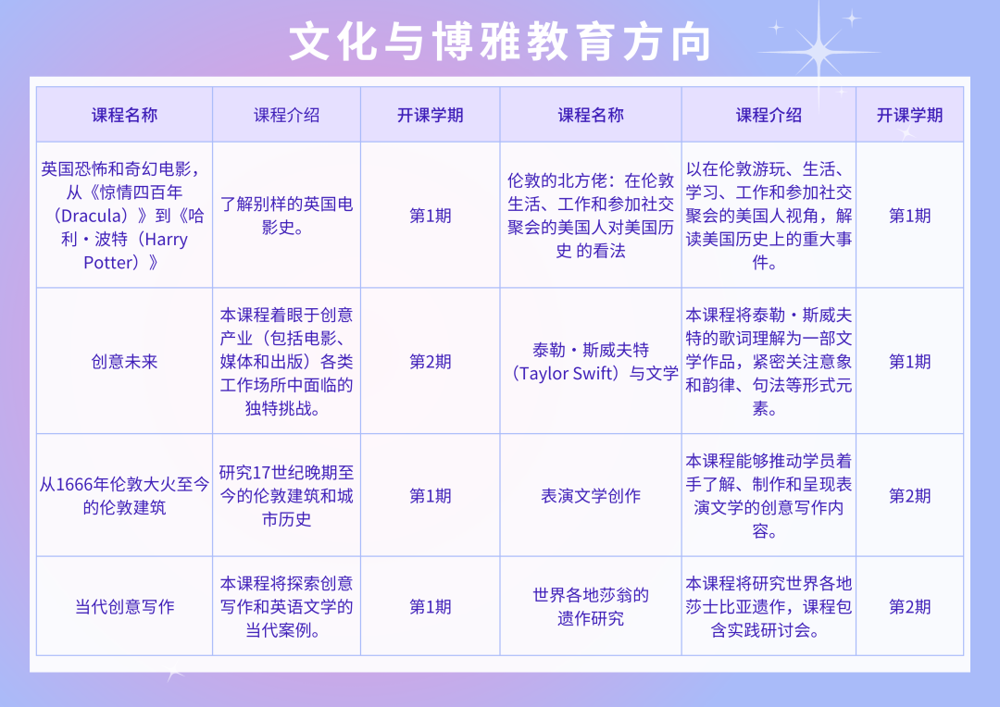 文化与博雅教育方向
课程名称
课程介绍
开课学期
课程名称
课程介绍
开课学期
英国恐怖和奇幻电影，
从《惊情四百年
（Dracula）》到《哈
利·波特（Harry
Potter）》
了解别样的英国电
影史。
第1期
伦敦的北方佬：在伦敦
生活、工作和参加社交
聚会的美国人对美国历
史 的看法
以在伦敦游玩、生活、
学习、工作和参加社交
聚会的美国人视角，解
读美国历史上的重大事
件。
第1期
创意未来
本课程着眼于创意
产业（包括电影、
媒体和出版）各类
工作场所中面临的
独特挑战。
第2期
泰勒·斯威夫特
（Taylor Swift）与文学
本课程将泰勒·斯威夫
特的歌词理解为一部文
学作品，紧密关注意象
和韵律、句法等形式元
素。
第1期
从1666年伦敦大火至今
的伦敦建筑
研究17世纪晚期至
今的伦敦建筑和城
市历史
第1期
表演文学创作
本课程能够推动学员着
手了解、制作和呈现表
演文学的创意写作内
容。
第2期
当代创意写作
本课程将探索创意
写作和英语文学的
当代案例。
第1期
世界各地莎翁的
遗作研究
本课程将研究世界各地
莎士比亚遗作，课程包
含实践研讨会。
第2期